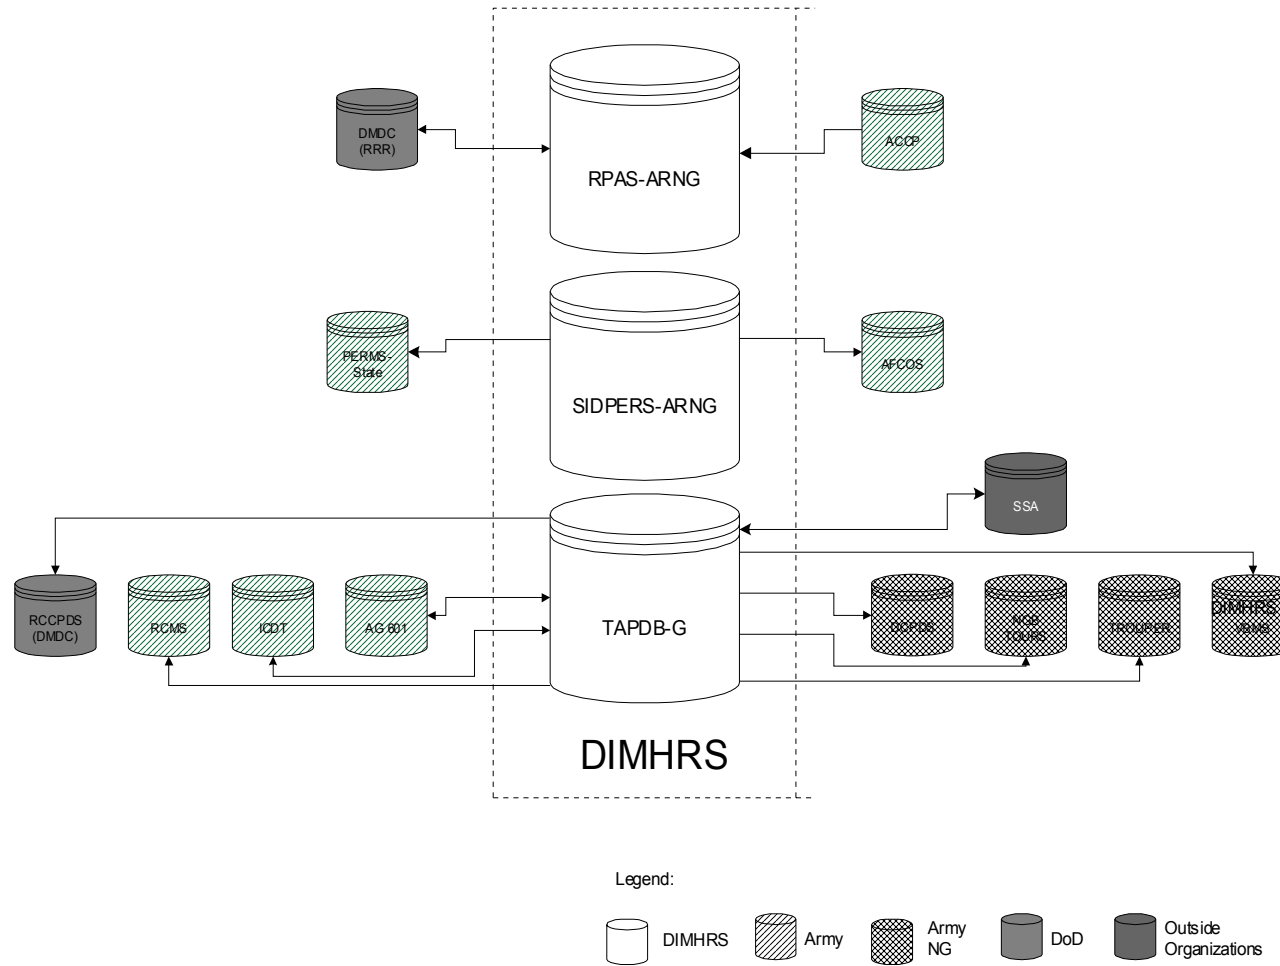 DMDC
(RRR)
RPAS-ARNG
ACCP
PERMS-
State
SIDPERS-ARNG
AFCOS
SSA
RCCPDS
(DMDC)
RCMS
ICDT
AG 601
TAPDB-G
DCPDS
NGB
TOURS
TROUPER
DIMHRS
VBMS
DIMHRS
Legend:
DIMHRS
Army
Army
NG
DoD
Outside
Organizations